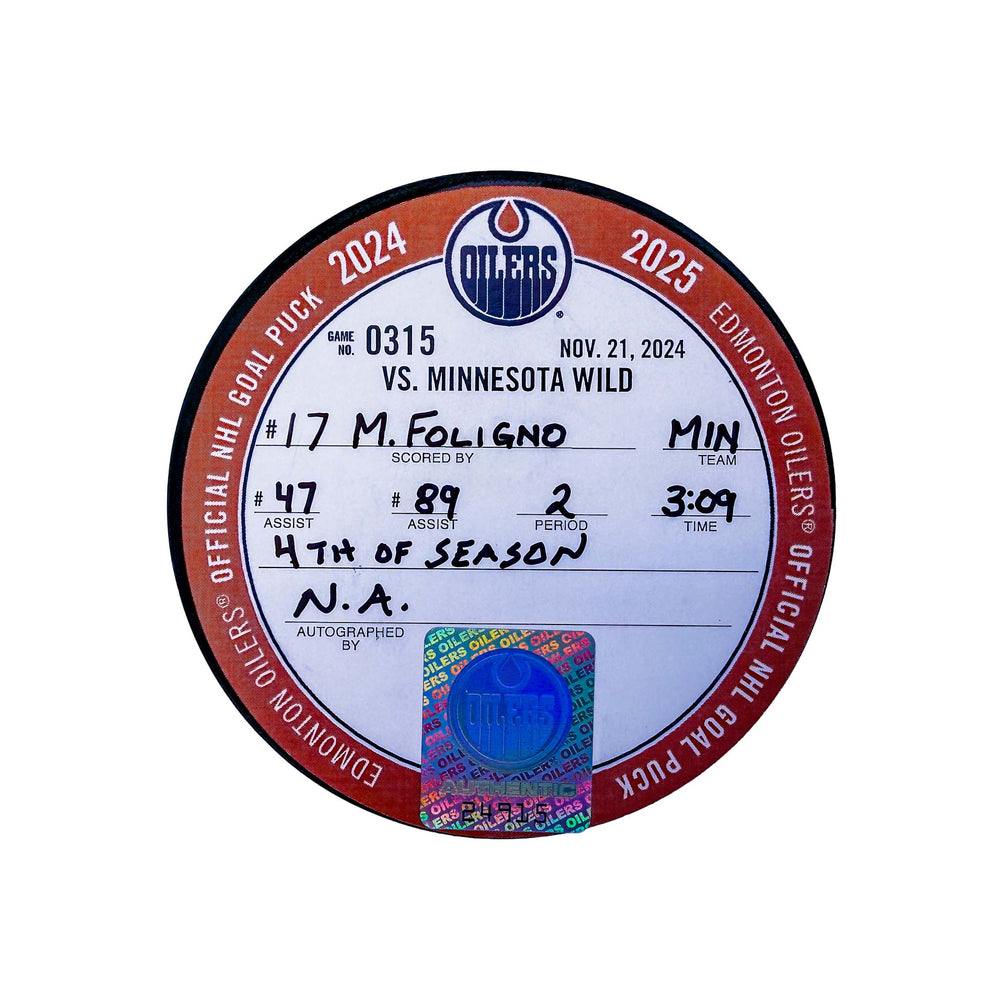 2024 2025
EDMONTON OILERS® OFFICIAL NHL GOAL PUCK
EDMONTON OILERS® OFFICIAL NHL GOAL PUCK
OILERS ®
GAME NO. 0315 NOV. 21, 2024
VS. MINNESOTA WILD
#17 M. FOLIGNO MIN
SCORED BY TEAM
# 47 # 89 2 3:09
ASSIST ASSIST PERIOD TIME
4TH OF SEASON
N.A.
AUTOGRAPHED BY
OILERS
AUTHENTIC
24915